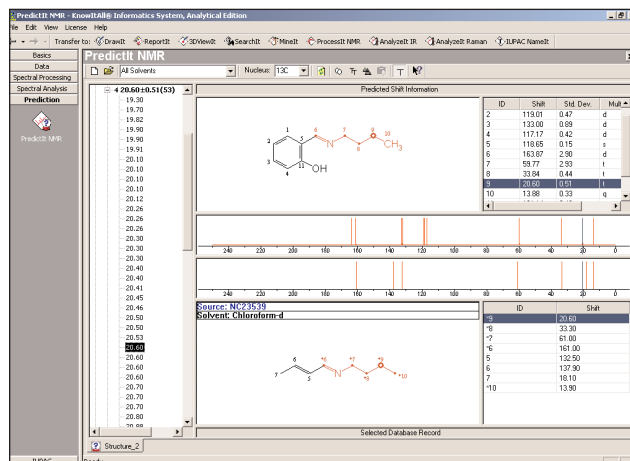 PredictIt NMR - KnowItAll® Informatics System, Analytical Edition
File Edit View License Help
Transfer to: DrawIt ReportIt 3DViewIt SearchIt MineIt ProcessIt NMR AnalyzeIt IR AnalyzeIt Raman IUPAC NameIt
Basics
Data
Spectral Processing
Spectral Analysis
Prediction
PredictIt NMR
PredictIt NMR
All Solvents Nucleus: 13C
4 20.60±0.51(53)
19.30
19.70
19.82
19.90
19.90
19.91
20.10
20.10
20.10
20.12
20.26
20.26
20.30
20.30
20.40
20.40
20.41
20.45
20.46
20.50
20.50
20.53
20.60
20.60
20.60
20.70
20.70
20.80
20.88
Predicted Shift Information
1 2 3 4 5 6 7 8 9 10 11
N O CH3 OH
ID Shift Std. Dev. Mult
2 119.01 0.47 d
3 133.00 0.89 d
4 117.17 0.42 d
5 118.65 0.15 s
6 163.87 2.90 d
7 59.77 2.93 t
8 33.84 0.44 t
9 20.60 0.51 t
10 13.88 0.33 q
240 220 200 180 160 140 120 100 80 60 40 20 0
240 220 200 180 160 140 120 100 80 60 40 20 0
Source: NC23539
Solvent: Chloroform-d
7 6 5 *6 N *7 *8 *9 *10
ID Shift
*9 20.60
*8 33.30
*7 61.00
*6 161.00
5 132.50
6 137.90
7 18.10
*10 13.90
Selected Database Record
Structure_2
IUPAC
Ready